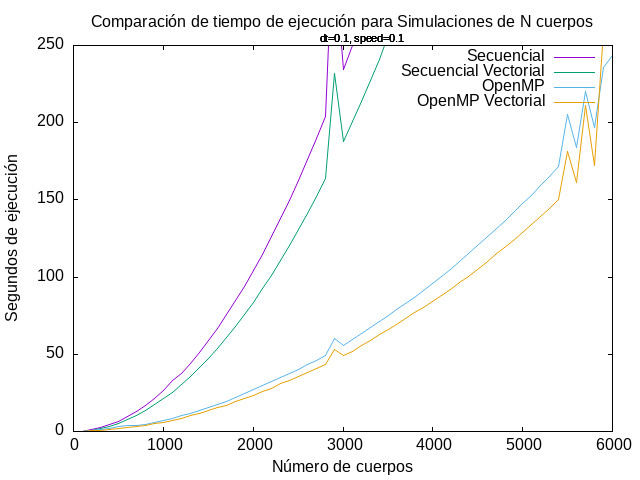 Comparación de tiempo de ejecución para Simulaciones de N cuerpos
dt=0.1, speed=0.1
Secuencial
Secuencial Vectorial
OpenMP
OpenMP Vectorial
250
200
150
100
50
0
Segundos de ejecución
0 1000 2000 3000 4000 5000 6000
Número de cuerpos